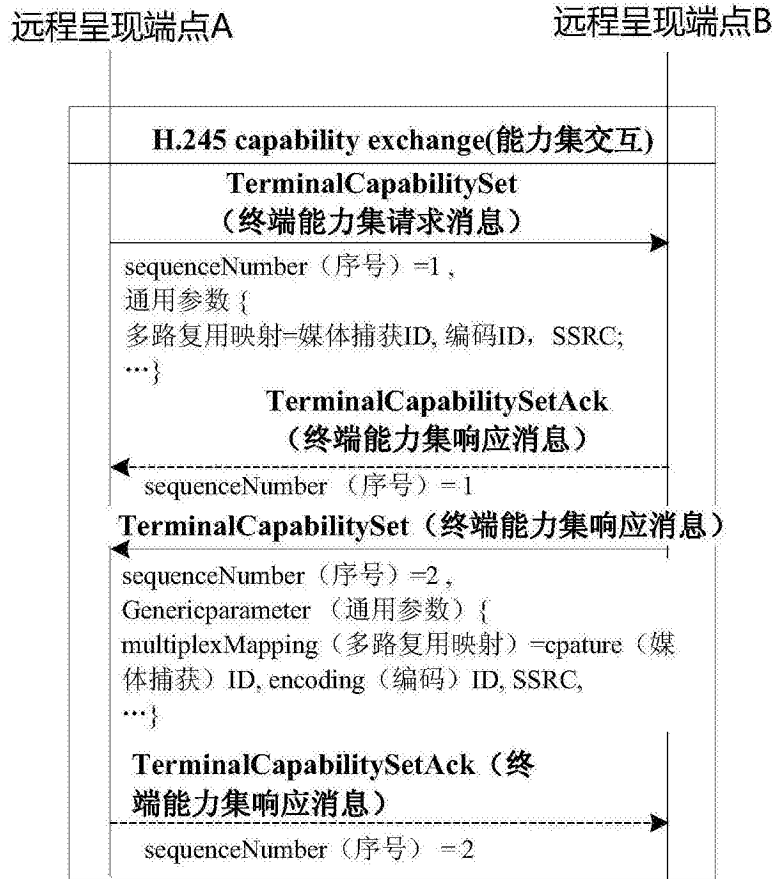 远程呈现端点A
远程呈现端点B
H.245 capability exchange(能力集交互)
TerminalCapabilitySet
（终端能力集请求消息）
sequenceNumber（序号）=1 ,
通用参数 {
多路复用映射=媒体捕获ID, 编码ID，SSRC;
…}
TerminalCapabilitySetAck
（终端能力集响应消息）
sequenceNumber （序号）= 1
TerminalCapabilitySet（终端能力集响应消息）
sequenceNumber（序号）=2 ,
Genericparameter （通用参数）{
multiplexMapping（多路复用映射）=cpature（媒
体捕获）ID, encoding（编码）ID, SSRC,
…}
TerminalCapabilitySetAck（终
端能力集响应消息）
sequenceNumber（序号） = 2